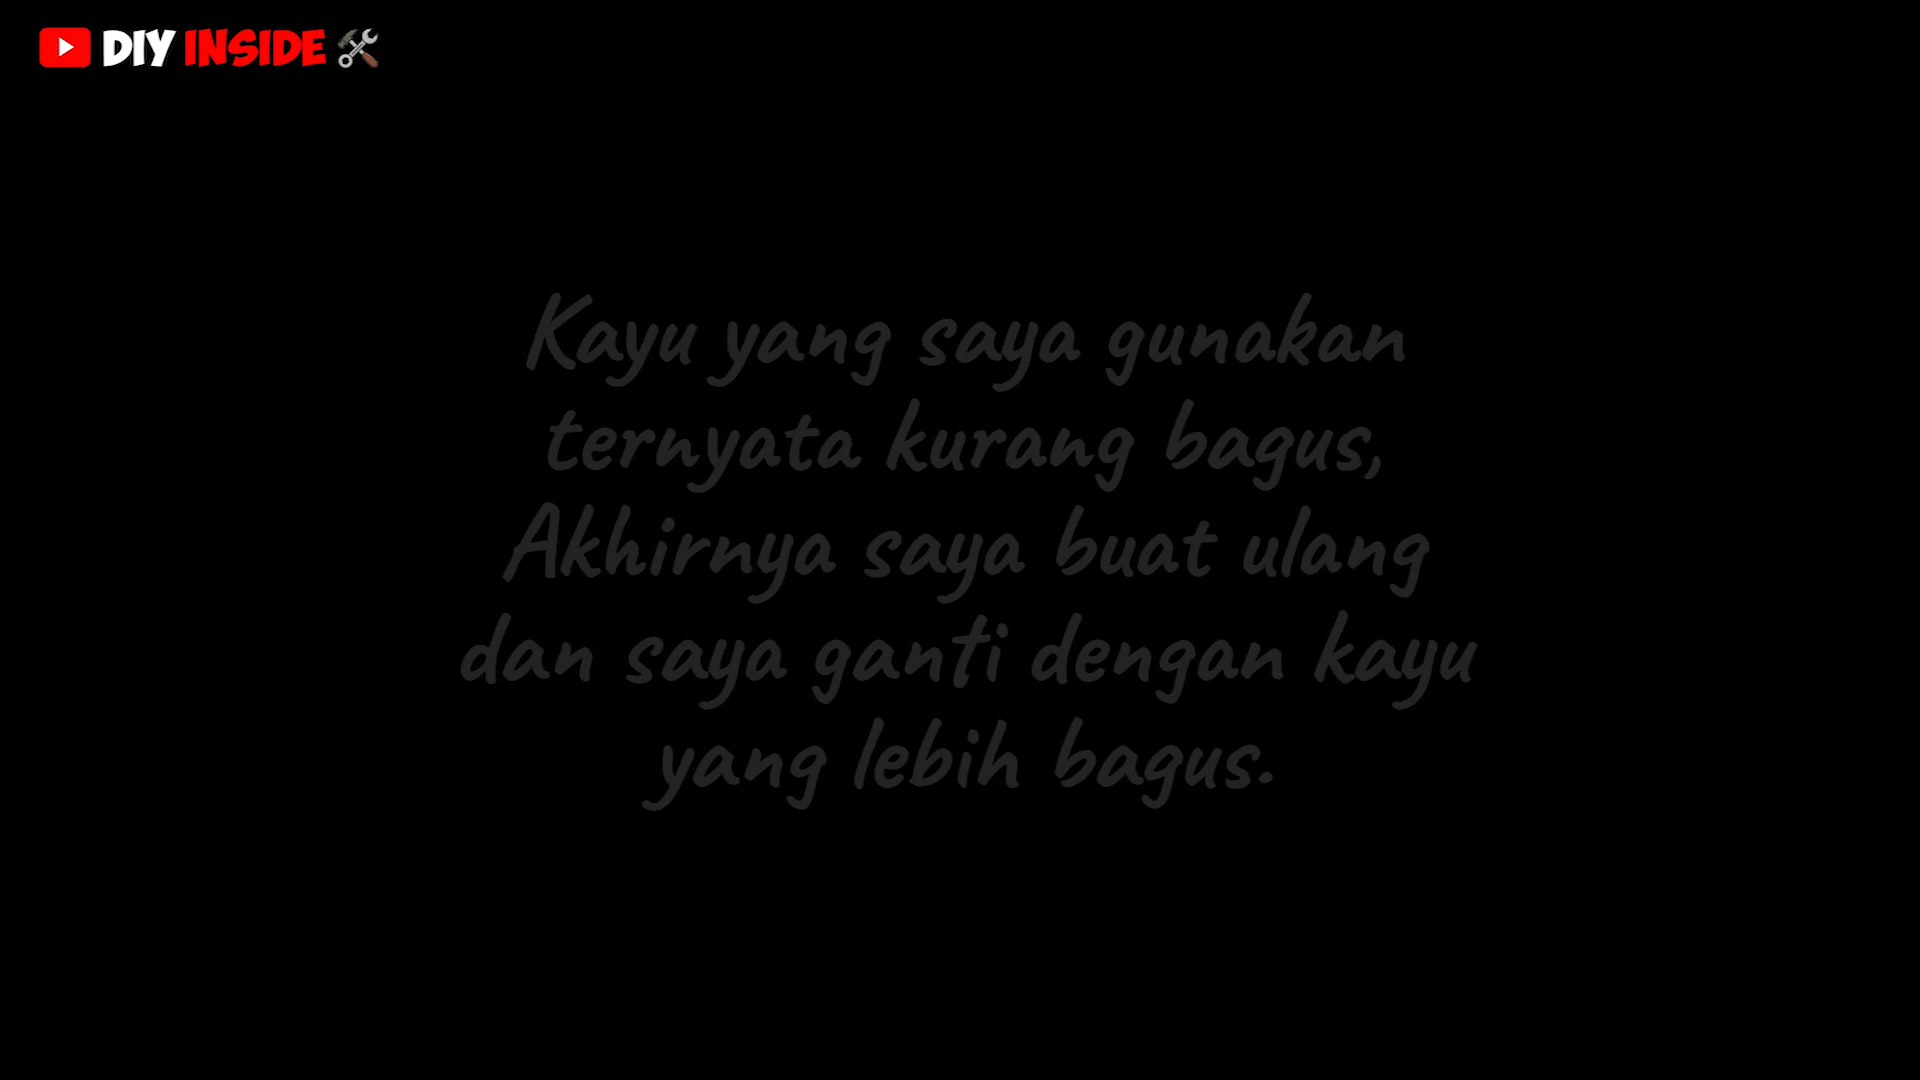 DIY INSIDE
Kayu yang saya gunakan
ternyata kurang bagus,
Akhirnya saya buat ulang
dan saya ganti dengan kayu
yang lebih bagus.